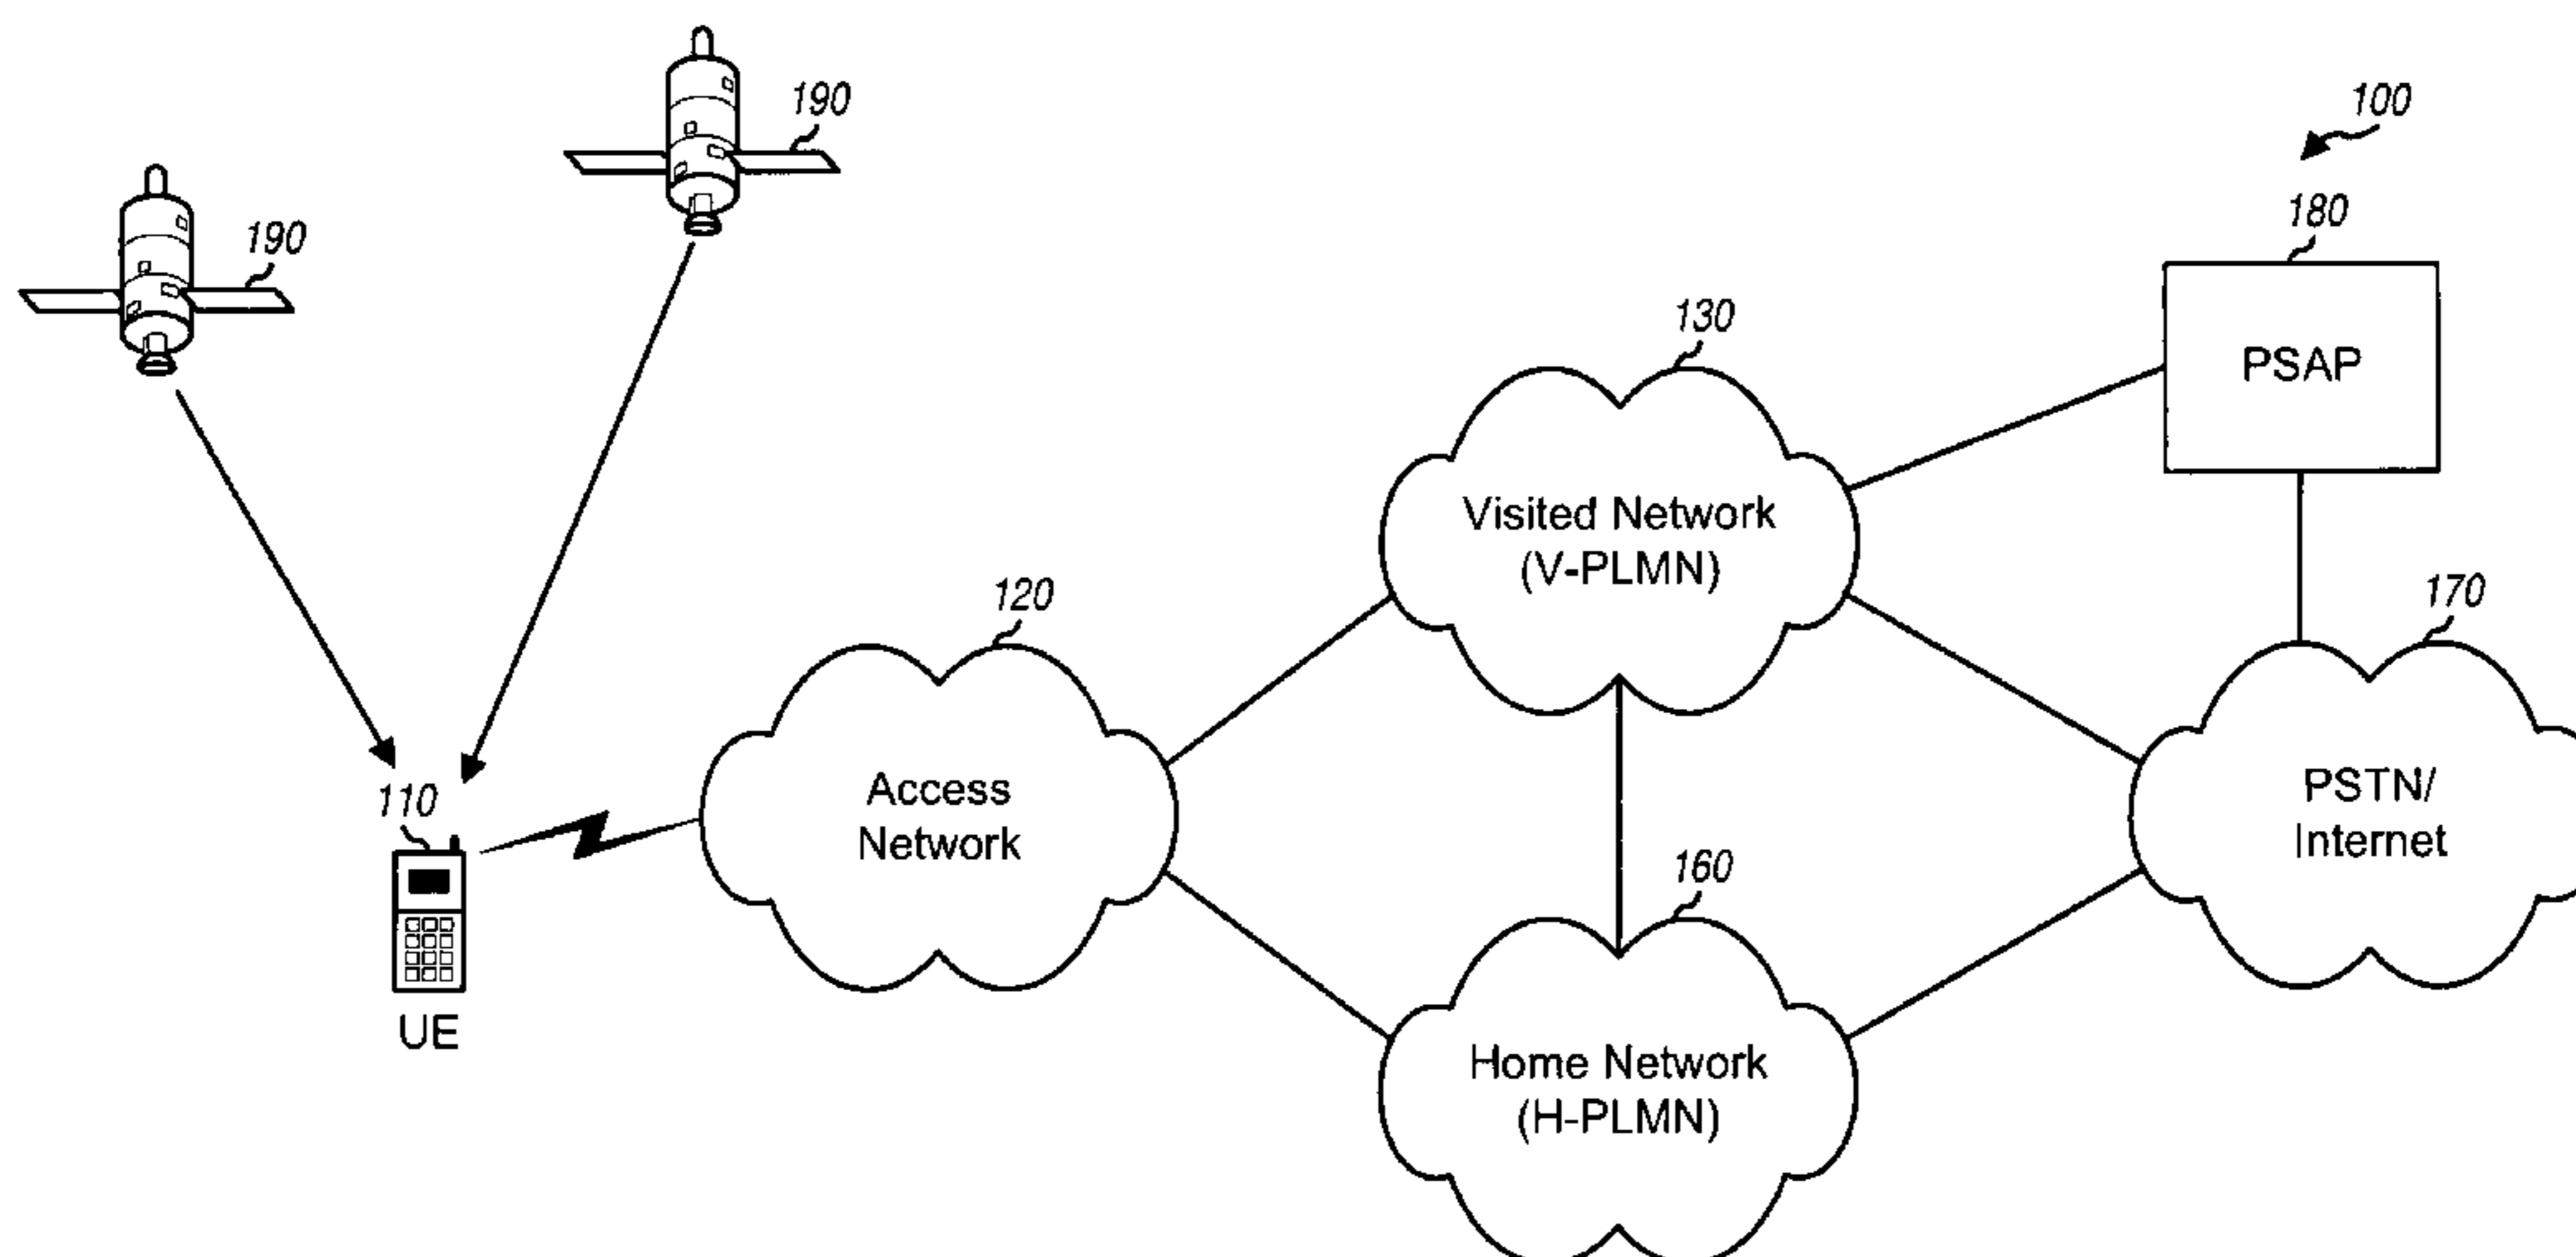 190
190
100
180
PSAP
130
Visited Network
(V-PLMN)
120
170
Access
Network
PSTN/
Internet
110
UE
160
Home Network
(H-PLMN)